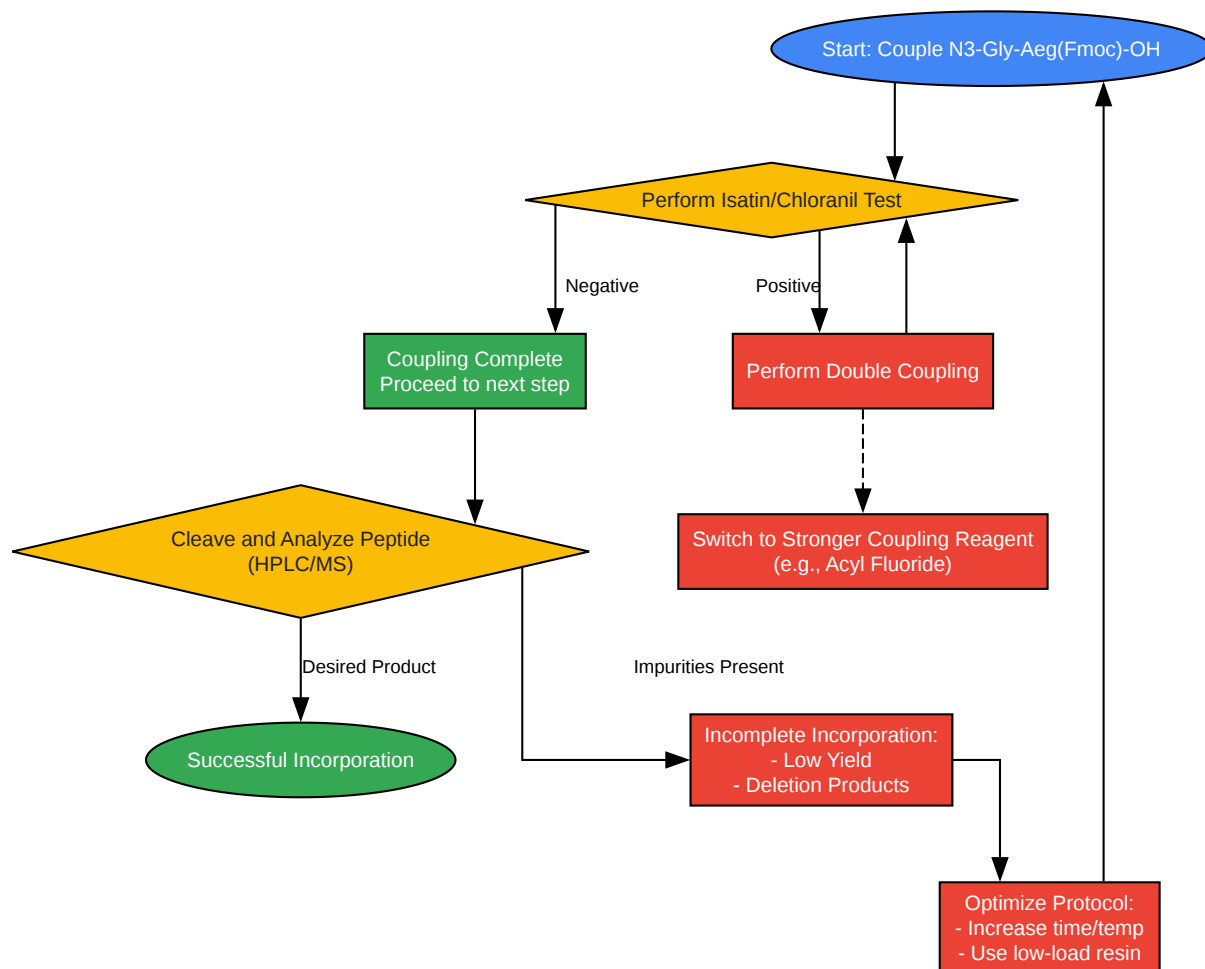 Start: Couple N3-Gly-Aeg(Fmoc)-OH
Perform Isatin/Chloranil Test
Negative
Positive
Coupling Complete
Proceed to next step
Perform Double Coupling
Cleave and Analyze Peptide
(HPLC/MS)
Switch to Stronger Coupling Reagent
(e.g., Acyl Fluoride)
Desired Product
Impurities Present
Successful Incorporation
Incomplete Incorporation:
- Low Yield
- Deletion Products
Optimize Protocol:
- Increase time/temp
- Use low-load resin